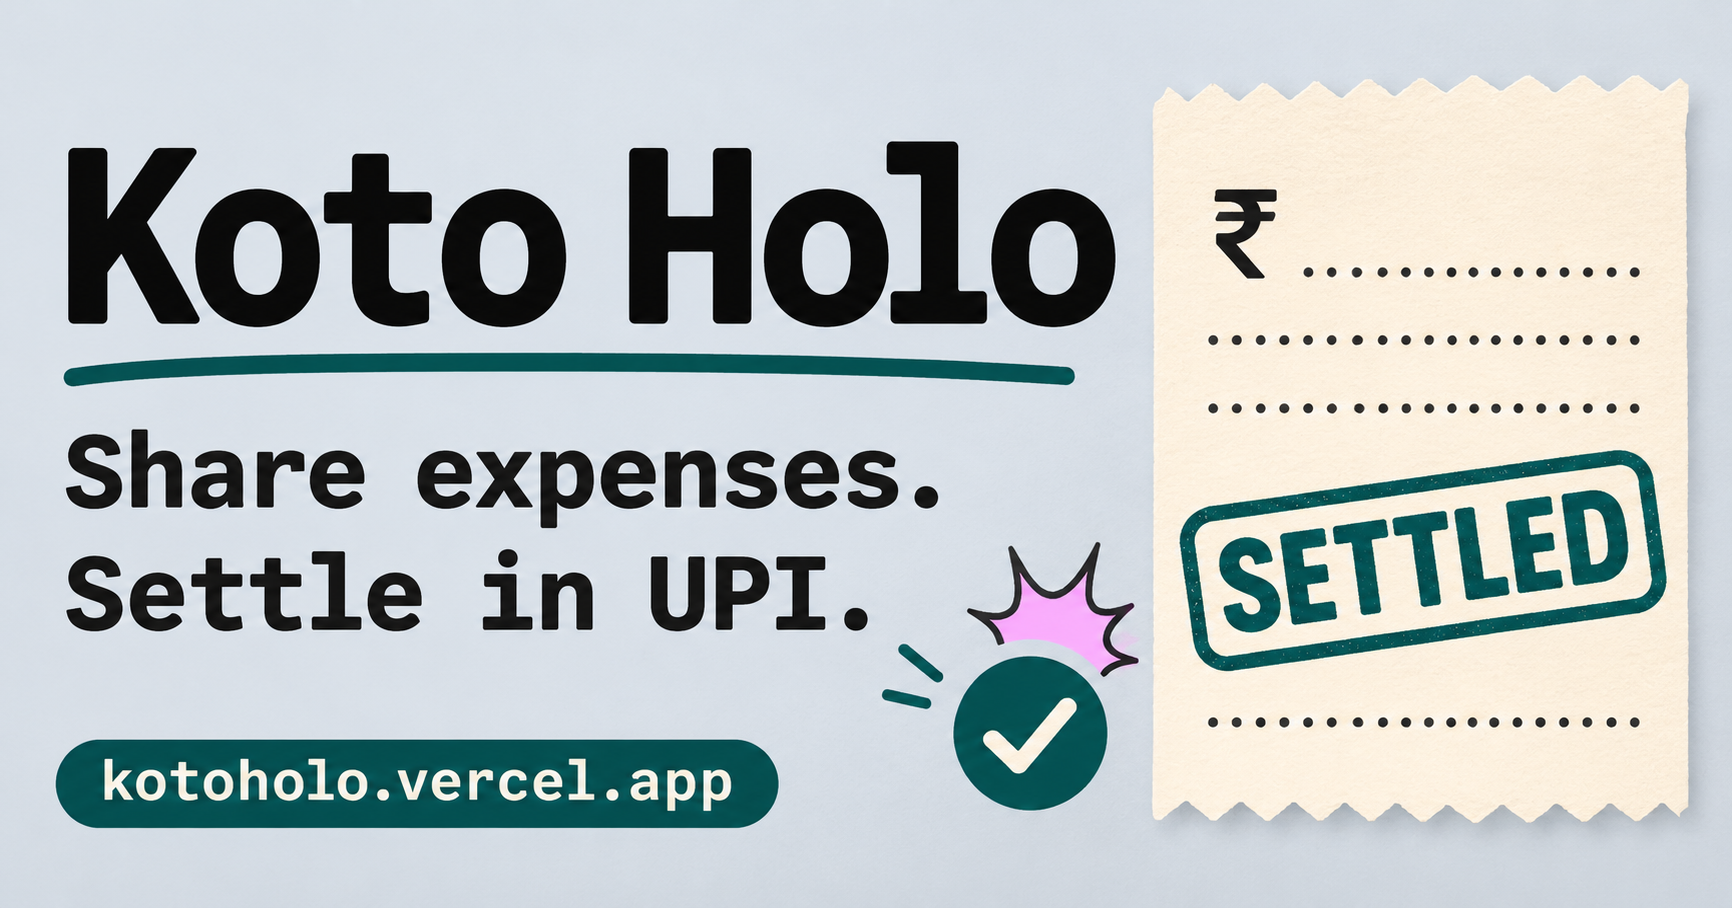 Koto Holo
Share expenses.
Settle in UPI.
kotoholo.vercel.app
₹
SETTLED